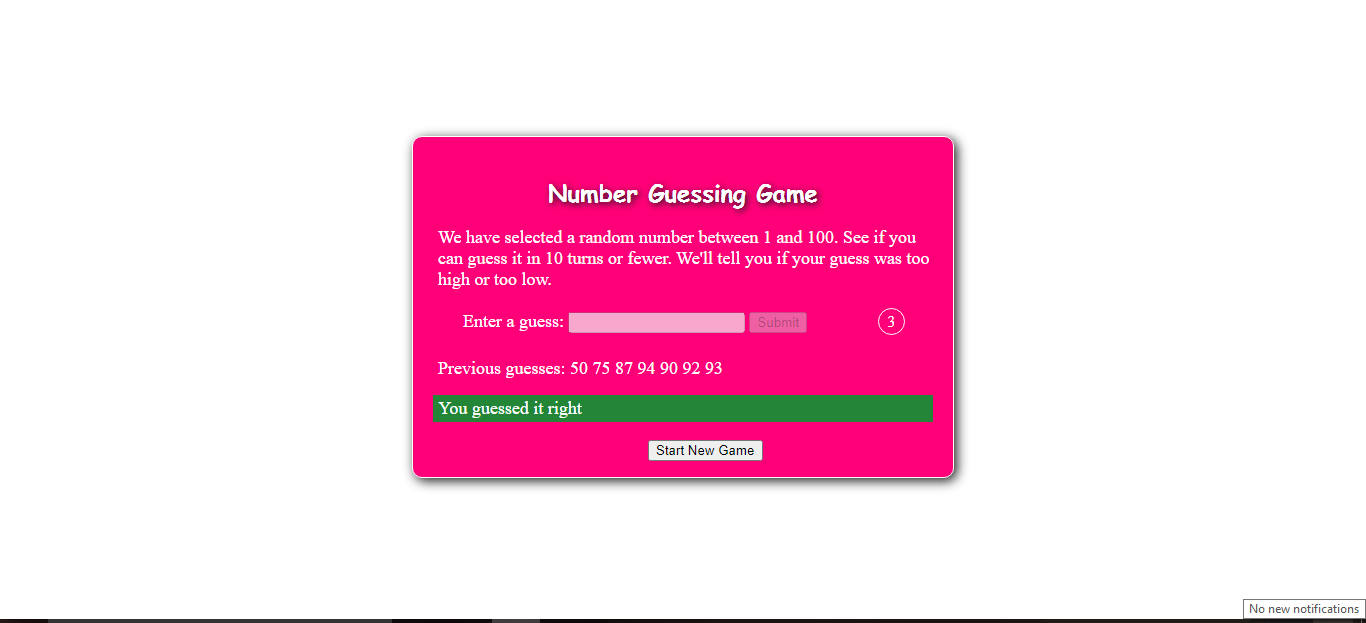 Number Guessing Game
We have selected a random number between 1 and 100. See if you
can guess it in 10 turns or fewer. We'll tell you if your guess was too
high or too low.
Enter a guess: Submit 3
Previous guesses: 50 75 87 94 90 92 93
You guessed it right
Start New Game
No new notifications